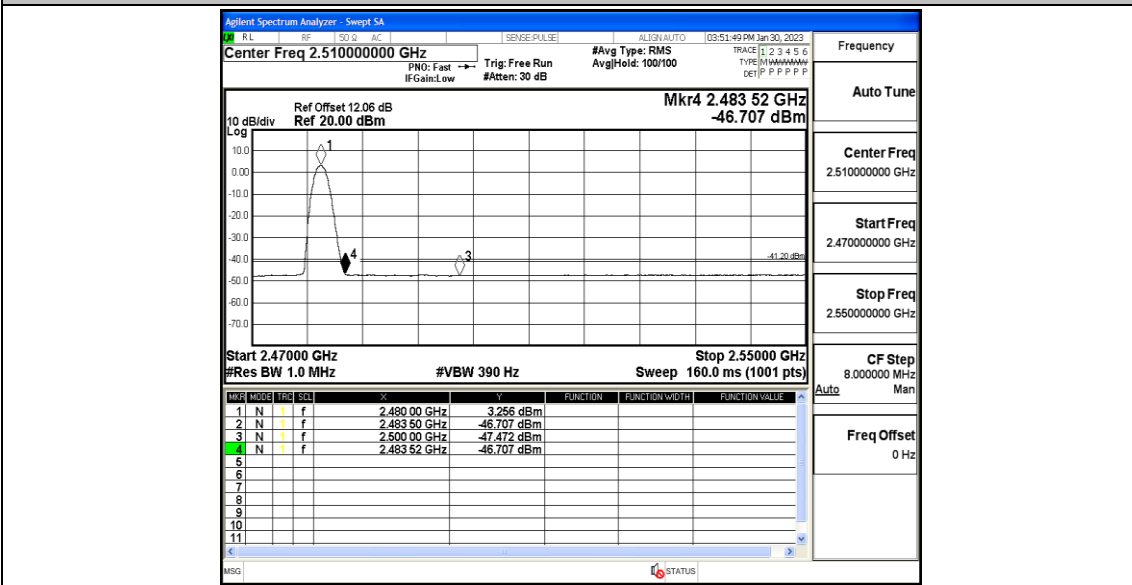 Agilent Spectrum Analyzer - Swept SA
RL RF 50 Ω AC SENSE:PULSE ALIGN AUTO 03:51:49 PM Jan 30, 2023
Center Freq 2.510000000 GHz
PNO: Fast
IFGain:Low
Trig: Free Run
#Atten: 30 dB
#Avg Type: RMS
Avg|Hold: 100/100
TRACE 1 2 3 4 5 6
TYPE M W W W W W
DET P P P P P P
Frequency
Auto Tune
Center Freq
2.510000000 GHz
Start Freq
2.470000000 GHz
Stop Freq
2.550000000 GHz
CF Step
8.000000 MHz
Auto Man
Freq Offset
0 Hz
Mkr4 2.483 52 GHz
-46.707 dBm
Ref Offset 12.06 dB
10 dB/div Ref 20.00 dBm
Log
10.0
0.00
-10.0
-20.0
-30.0
-40.0
-50.0
-60.0
-70.0
1
4
3
-41.20 dBm
Start 2.47000 GHz Stop 2.55000 GHz
#Res BW 1.0 MHz #VBW 390 Hz Sweep 160.0 ms (1001 pts)
MKR MODE TRC SCL X Y FUNCTION FUNCTION WIDTH FUNCTION VALUE
1 N 1 f 2.480 00 GHz 3.256 dBm
2 N 1 f 2.483 50 GHz -46.707 dBm
3 N 1 f 2.500 00 GHz -47.472 dBm
4 N 1 f 2.483 52 GHz -46.707 dBm
5
6
7
8
9
10
11
MSG STATUS